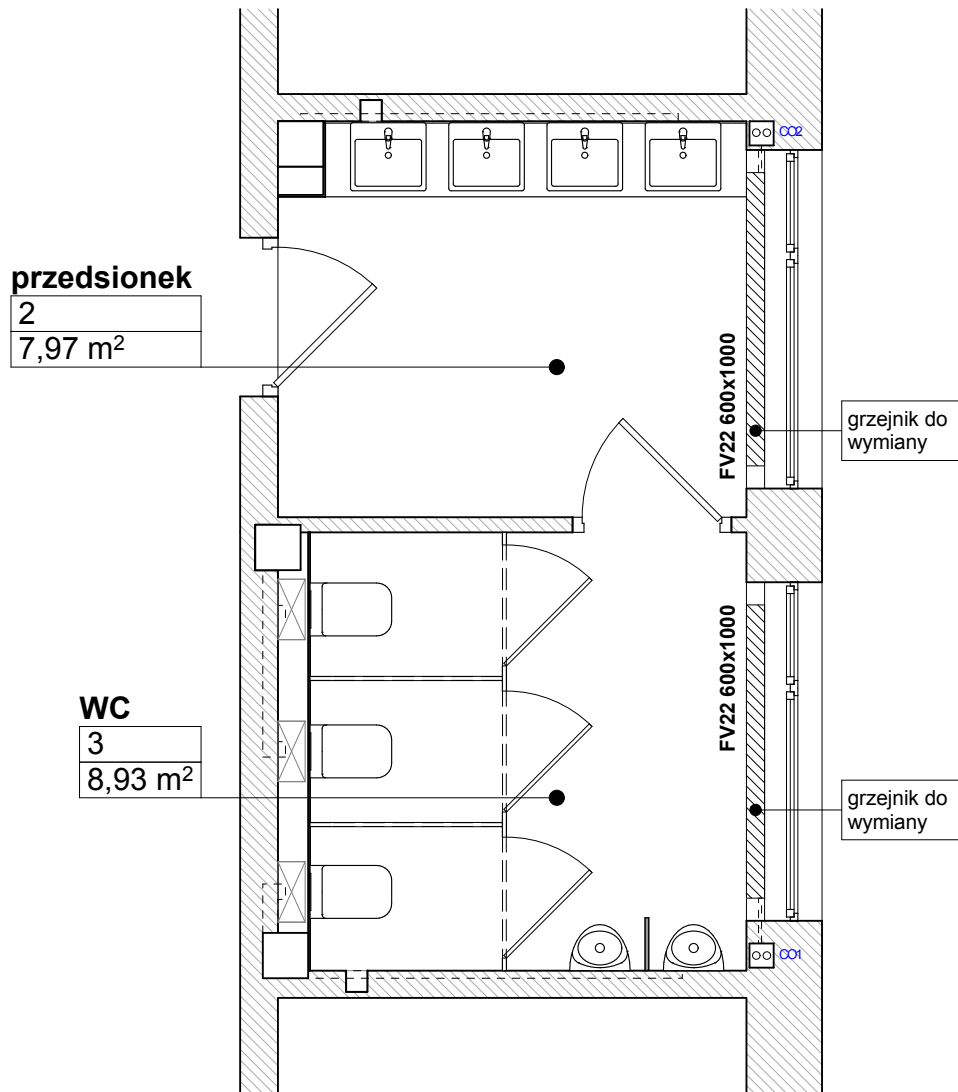 CO2
przedsionek
2
7,97 m²
FV22 600x1000
grzejnik do
wymiany
WC
3
8,93 m²
FV22 600x1000
grzejnik do
wymiany
CO1